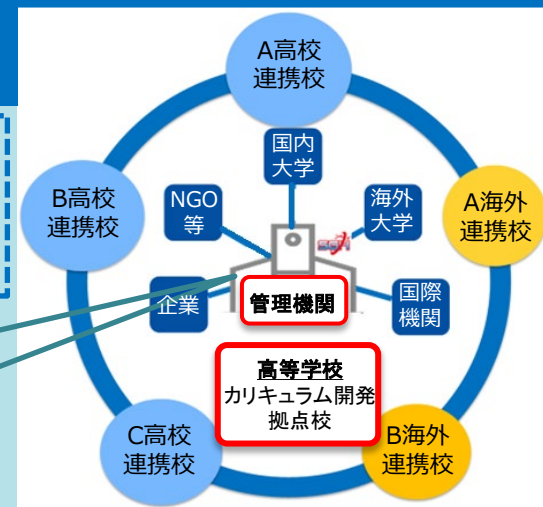 A高校
連携校
国内
大学
B高校
連携校
NGO
等
海外
大学
A海外
連携校
企業
管理機関
国際
機関
高等学校
カリキュラム開発
拠点校
C高校
連携校
B海外
連携校